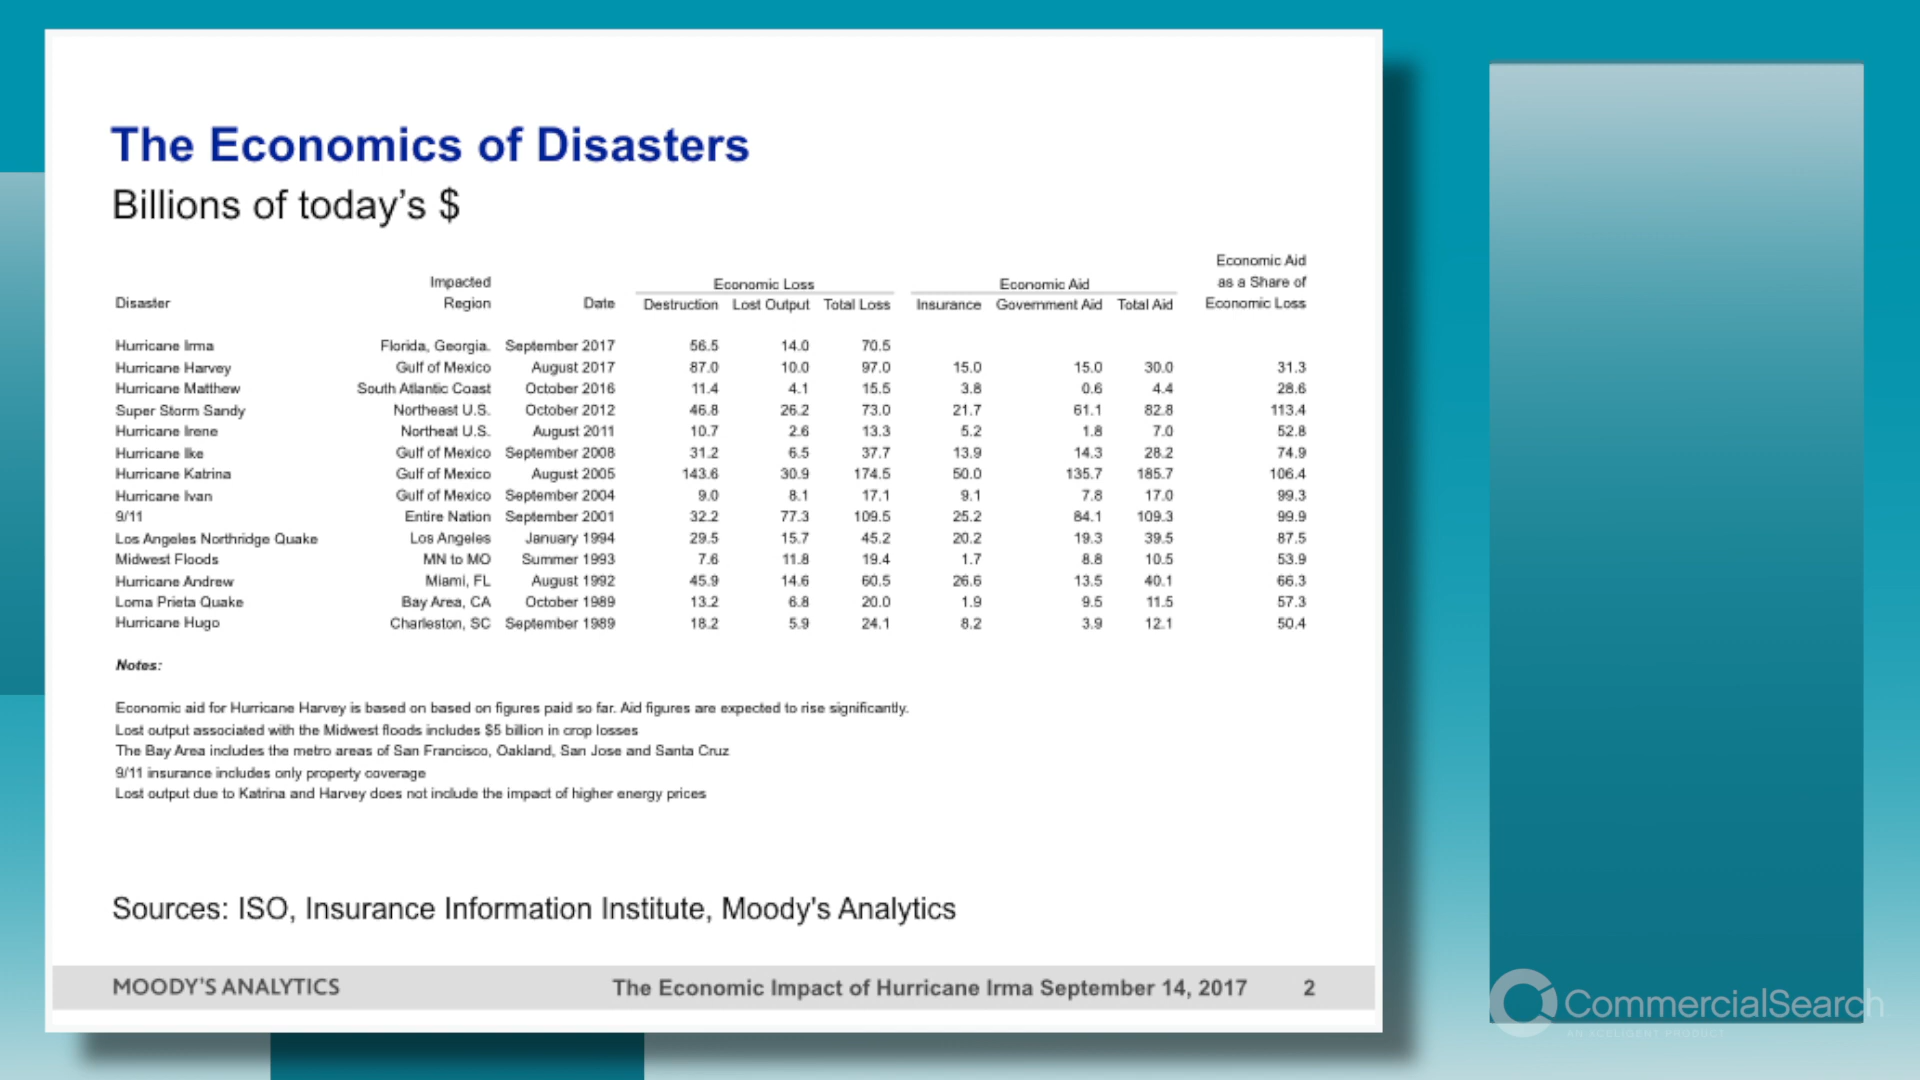 The Economics of Disasters
Billions of today’s $
Economic Aid
Impacted Economic Loss Economic Aid as a Share of
Disaster Region Date Destruction Lost Output Total Loss Insurance Government Aid Total Aid Economic Loss
Hurricane Irma Florida, Georgia. September 2017 56.5 14.0 70.5
Hurricane Harvey Gulf of Mexico August 2017 87.0 10.0 97.0 15.0 15.0 30.0 31.3
Hurricane Matthew South Atlantic Coast October 2016 11.4 4.1 15.5 3.8 0.6 4.4 28.6
Super Storm Sandy Northeast U.S. October 2012 46.8 26.2 73.0 21.7 61.1 82.8 113.4
Hurricane Irene Northeat U.S. August 2011 10.7 2.6 13.3 5.2 1.8 7.0 52.8
Hurricane Ike Gulf of Mexico September 2008 31.2 6.5 37.7 13.9 14.3 28.2 74.9
Hurricane Katrina Gulf of Mexico August 2005 143.6 30.9 174.5 50.0 135.7 185.7 106.4
Hurricane Ivan Gulf of Mexico September 2004 9.0 8.1 17.1 9.1 7.8 17.0 99.3
9/11 Entire Nation September 2001 32.2 77.3 109.5 25.2 84.1 109.3 99.9
Los Angeles Northridge Quake Los Angeles January 1994 29.5 15.7 45.2 20.2 19.3 39.5 87.5
Midwest Floods MN to MO Summer 1993 7.6 11.8 19.4 1.7 8.8 10.5 53.9
Hurricane Andrew Miami, FL August 1992 45.9 14.6 60.5 26.6 13.5 40.1 66.3
Loma Prieta Quake Bay Area, CA October 1989 13.2 6.8 20.0 1.9 9.5 11.5 57.3
Hurricane Hugo Charleston, SC September 1989 18.2 5.9 24.1 8.2 3.9 12.1 50.4
Notes:
Economic aid for Hurricane Harvey is based on based on figures paid so far. Aid figures are expected to rise significantly.
Lost output associated with the Midwest floods includes $5 billion in crop losses
The Bay Area includes the metro areas of San Francisco, Oakland, San Jose and Santa Cruz
9/11 insurance includes only property coverage
Lost output due to Katrina and Harvey does not include the impact of higher energy prices
Sources: ISO, Insurance Information Institute, Moody's Analytics
MOODY'S ANALYTICS The Economic Impact of Hurricane Irma September 14, 2017 2
CommercialSearch
AN XCELIGENT PRODUCT